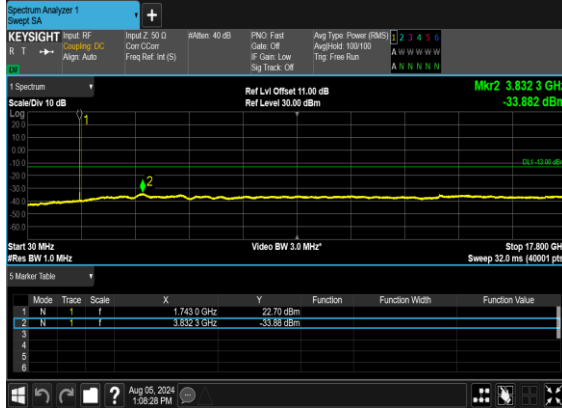 Spectrum Analyzer 1
Swept SA
+
KEYSIGHT Input: RF Input Z: 50 Ω #Atten: 40 dB PNO: Fast Avg Type: Power (RMS) 1 2 3 4 5 6
R T Coupling: DC Corr CCorr Gate: Off Avg|Hold: 100/100 A W W W W W
Align: Auto Freq Ref: Int (S) IF Gain: Low Trig: Free Run
Sig Track: Off A N N N N N
1 Spectrum Ref Lvl Offset 11.00 dB Mkr2 3.832 3 GHz
Scale/Div 10 dB Ref Level 30.00 dBm -33.882 dBm
Log
20.0
10.0
0.00
-10.0
-20.0
-30.0
-40.0
-50.0
-60.0
1
2
DL1 -13.00 dBm
Start 30 MHz Video BW 3.0 MHz* Stop 17.800 GHz
#Res BW 1.0 MHz Sweep 32.0 ms (40001 pts)
5 Marker Table
Mode Trace Scale X Y Function Function Width Function Value
1 N 1 f 1.743 0 GHz 22.70 dBm
2 N 1 f 3.832 3 GHz -33.88 dBm
3
4
5
6
? Aug 05, 2024
1:08:28 PM